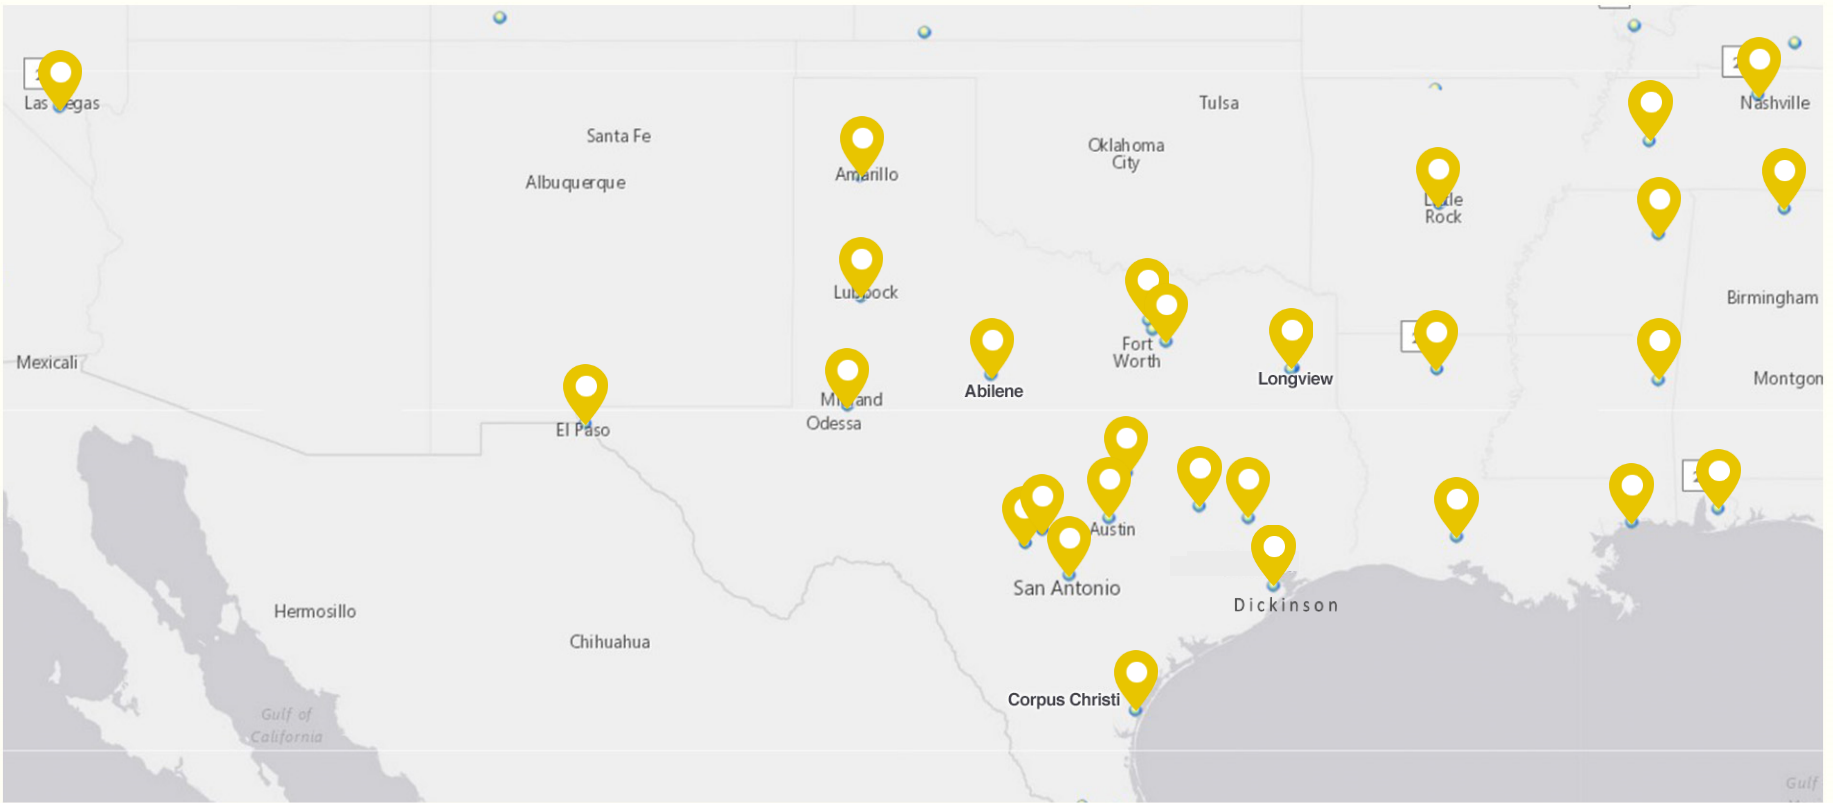 Las Vegas
Nashville
Tulsa
Santa Fe
Oklahoma
City
Amarillo
Albuquerque
Little
Rock
Lubbock
Birmingham
Fort
Worth
Mexicali
Longview
Montgon
Abilene
Midland
Odessa
El Paso
Austin
San Antonio
Dickinson
Hermosillo
Chihuahua
Corpus Christi
Gulf of
California
Gulf